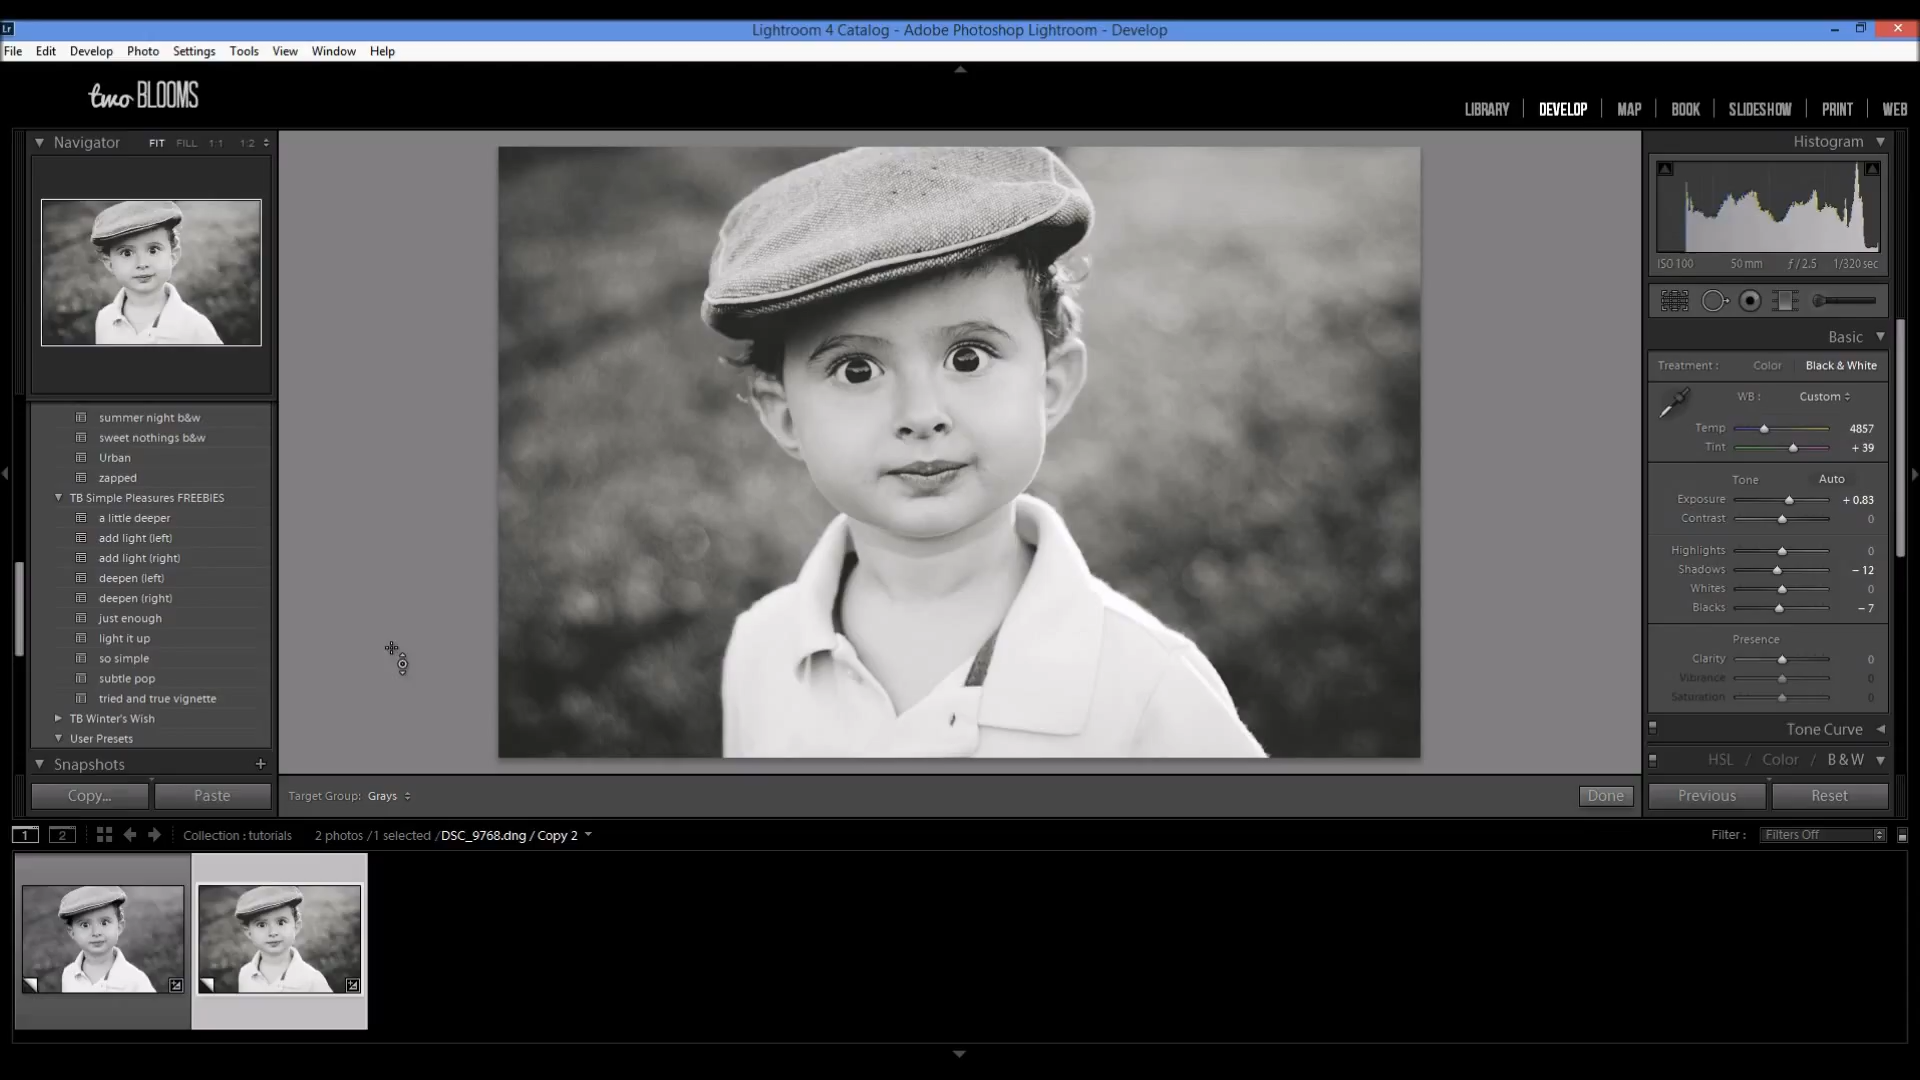 Lr
Lightroom 4 Catalog - Adobe Photoshop Lightroom - Develop
File Edit Develop Photo Settings Tools View Window Help
two BLOOMS
LIBRARY DEVELOP MAP BOOK SLIDESHOW PRINT WEB
Navigator FIT FILL 1:1 1:2
summer night b&w
sweet nothings b&w
Urban
zapped
TB Simple Pleasures FREEBIES
a little deeper
add light (left)
add light (right)
deepen (left)
deepen (right)
just enough
light it up
so simple
subtle pop
tried and true vignette
TB Winter's Wish
User Presets
Snapshots +
Copy... Paste
Histogram
ISO 100 50 mm ƒ / 2.5 1/320 sec
Basic
Treatment : Color Black & White
WB : Custom
Temp 4857
Tint + 39
Tone Auto
Exposure + 0.83
Contrast 0
Highlights 0
Shadows – 12
Whites 0
Blacks – 7
Presence
Clarity 0
Vibrance 0
Saturation 0
Tone Curve
HSL / Color / B & W
Previous Reset
Target Group: Grays Done
1 2 Collection : tutorials 2 photos /1 selected /DSC_9768.dng / Copy 2 Filter : Filters Off